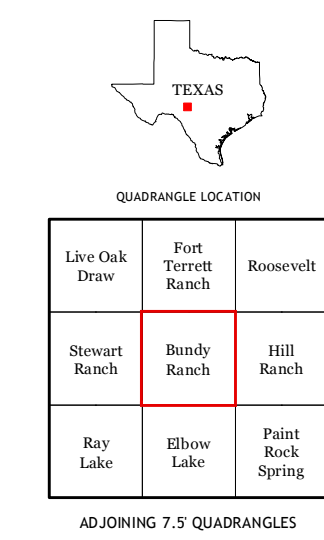 TEXAS
QUADRANGLE LOCATION
Live Oak
Draw
Fort
Terrett
Ranch
Roosevelt
Stewart
Ranch
Bundy
Ranch
Hill
Ranch
Ray
Lake
Elbow
Lake
Paint
Rock
Spring
ADJOINING 7.5' QUADRANGLES